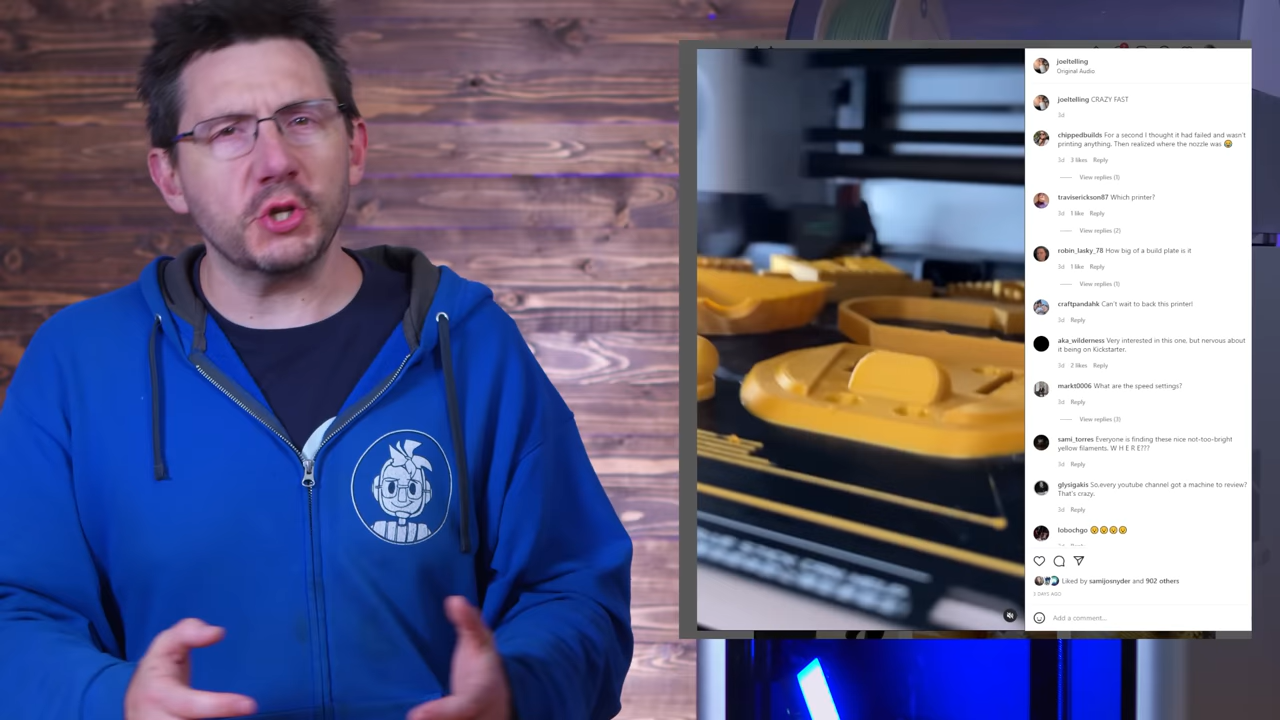 joeltelling
Original Audio
joeltelling CRAZY FAST
3d
chippedbuilds For a second I thought it had failed and wasn't
printing anything. Then realized where the nozzle was 😂
3d 3 likes Reply
View replies (1)
traviserickson87 Which printer?
3d 1 like Reply
View replies (2)
robin_lasky_78 How big of a build plate is it
3d 1 like Reply
View replies (1)
craftpandahk Can't wait to back this printer!
3d Reply
aka_wilderness Very interested in this one, but nervous about
it being on Kickstarter.
3d 2 likes Reply
markt0006 What are the speed settings?
3d Reply
View replies (3)
sami_torres Everyone is finding these nice not-too-bright
yellow filaments. W H E R E???
3d Reply
glysigakis So,every youtube channel got a machine to review?
That's crazy.
3d Reply
lobochgo 😮😮😮😮
Liked by samijosnyder and 902 others
3 DAYS AGO
Add a comment...